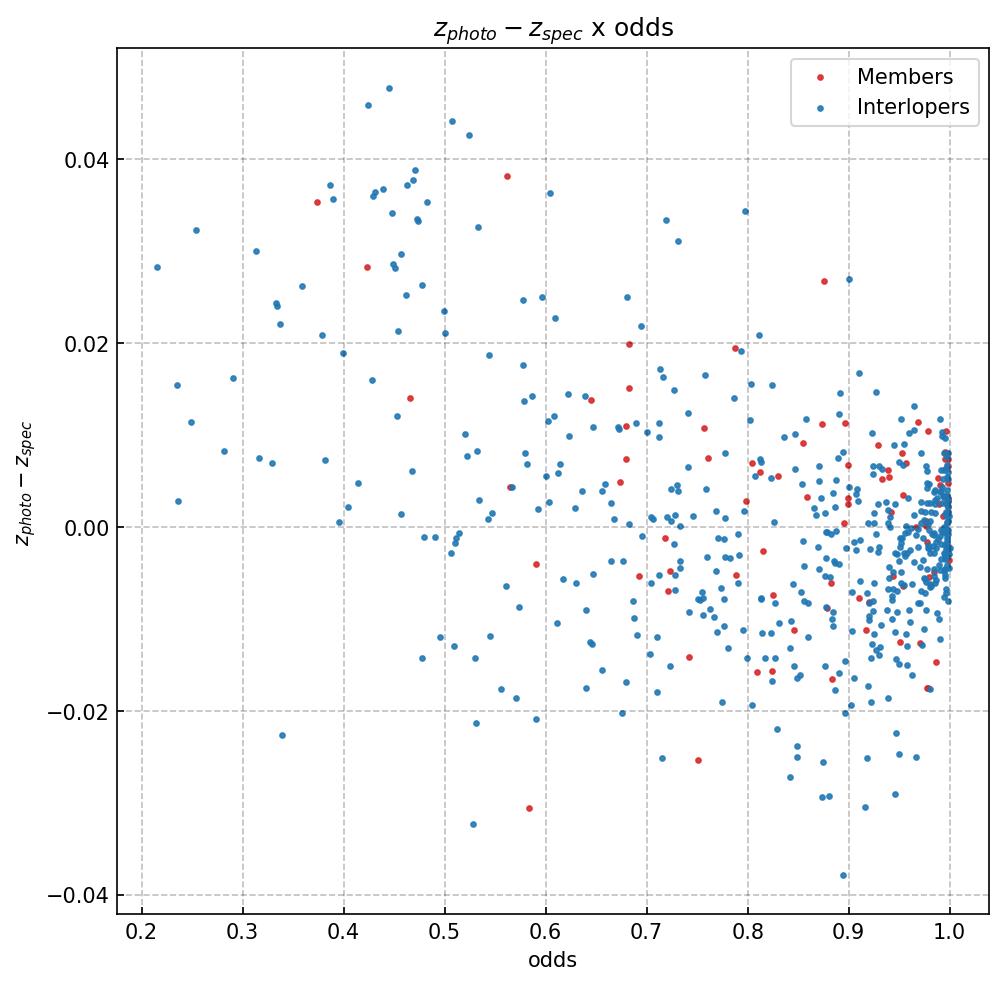 z_photo − z_spec x odds
Members
Interlopers
z_photo − z_spec
0.04
0.02
0.00
−0.02
−0.04
0.2 0.3 0.4 0.5 0.6 0.7 0.8 0.9 1.0
odds